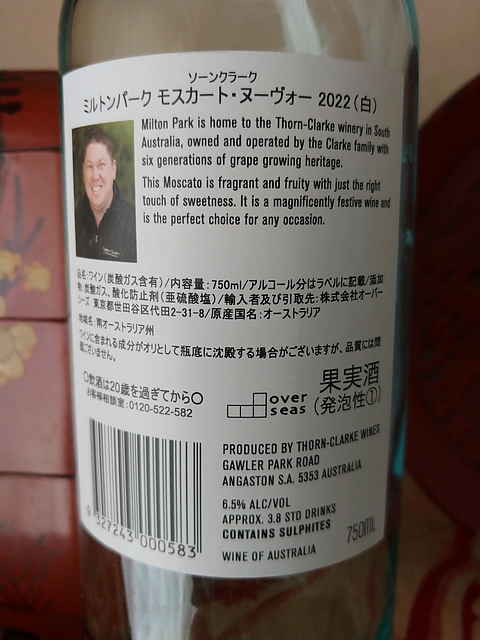 ソーンクラーク
ミルトンパーク モスカート・ヌーヴォー 2022(白)
Milton Park is home to the Thorn-Clarke winery in South
Australia, owned and operated by the Clarke family with
six generations of grape growing heritage.
This Moscato is fragrant and fruity with just the right
touch of sweetness. It is a magnificently festive wine and
is the perfect choice for any occasion.
品名:ワイン(炭酸ガス含有)/内容量:750ml/アルコール分はラベルに記載/添加
物:炭酸ガス、酸化防止剤(亜硫酸塩)/輸入者及び引取先:株式会社オーバー
シーズ 東京都世田谷区代田2-31-8/原産国名:オーストラリア
地域名:南オーストラリア州
ワインに含まれる成分がオリとして瓶底に沈殿する場合がございますが、品質には問
題ございません。
〇飲酒は20歳を過ぎてから〇
お客様相談室:0120-522-582
over
seas
果実酒
(発泡性①)
9 327243 000583
PRODUCED BY THORN-CLARKE WINES
GAWLER PARK ROAD
ANGASTON S.A. 5353 AUSTRALIA
6.5% ALC/VOL
APPROX. 3.8 STD DRINKS
CONTAINS SULPHITES
750ML
WINE OF AUSTRALIA